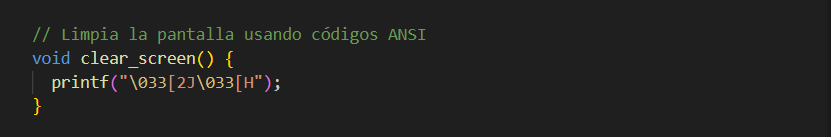 // Limpia la pantalla usando códigos ANSI
void clear_screen() {
  printf("\033[2J\033[H");
}